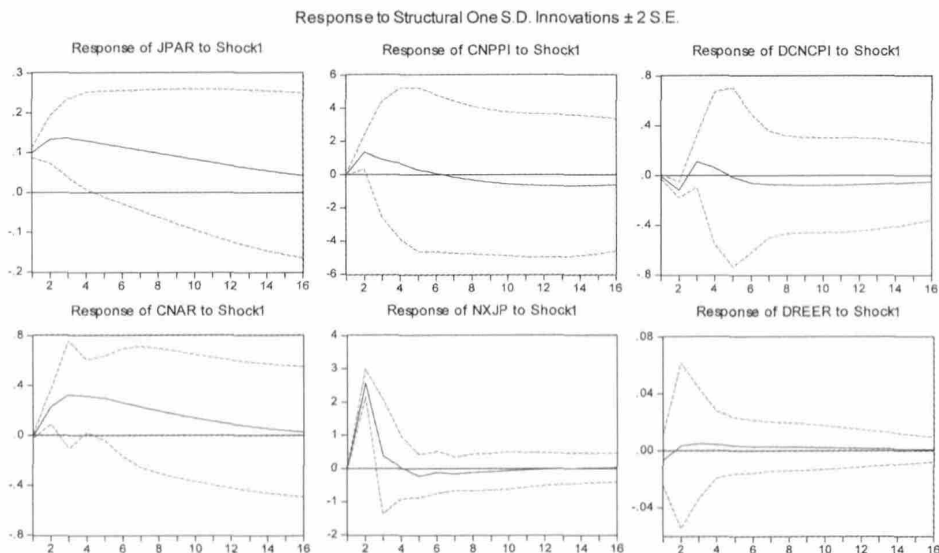 Response to Structural One S.D. Innovations ± 2 S.E.
Response of JPAR to Shock1
Response of CNPPI to Shock1
Response of DCNCPI to Shock1
.3
.2
.1
.0
-.1
-.2
2 4 6 8 10 12 14 16
6
4
2
0
-2
-4
-6
2 4 6 8 10 12 14 16
.8
.4
.0
-.4
-.8
2 4 6 8 10 12 14 16
Response of CNAR to Shock1
Response of NXJP to Shock1
Response of DREER to Shock1
.8
.4
.0
-.4
-.8
2 4 6 8 10 12 14 16
4
3
2
1
0
-1
-2
2 4 6 8 10 12 14 16
.08
.04
.00
-.04
2 4 6 8 10 12 14 16